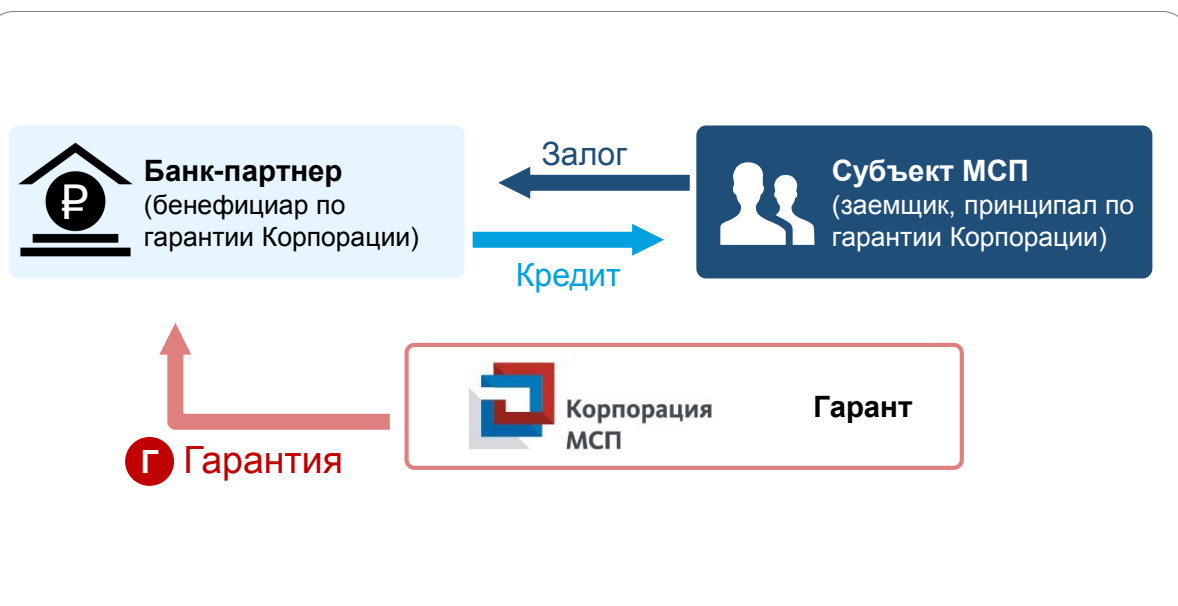 Банк-партнер
(бенефициар по
гарантии Корпорации)
Залог
Кредит
Субъект МСП
(заемщик, принципал по
гарантии Корпорации)
Г Гарантия
Корпорация
МСП
Гарант